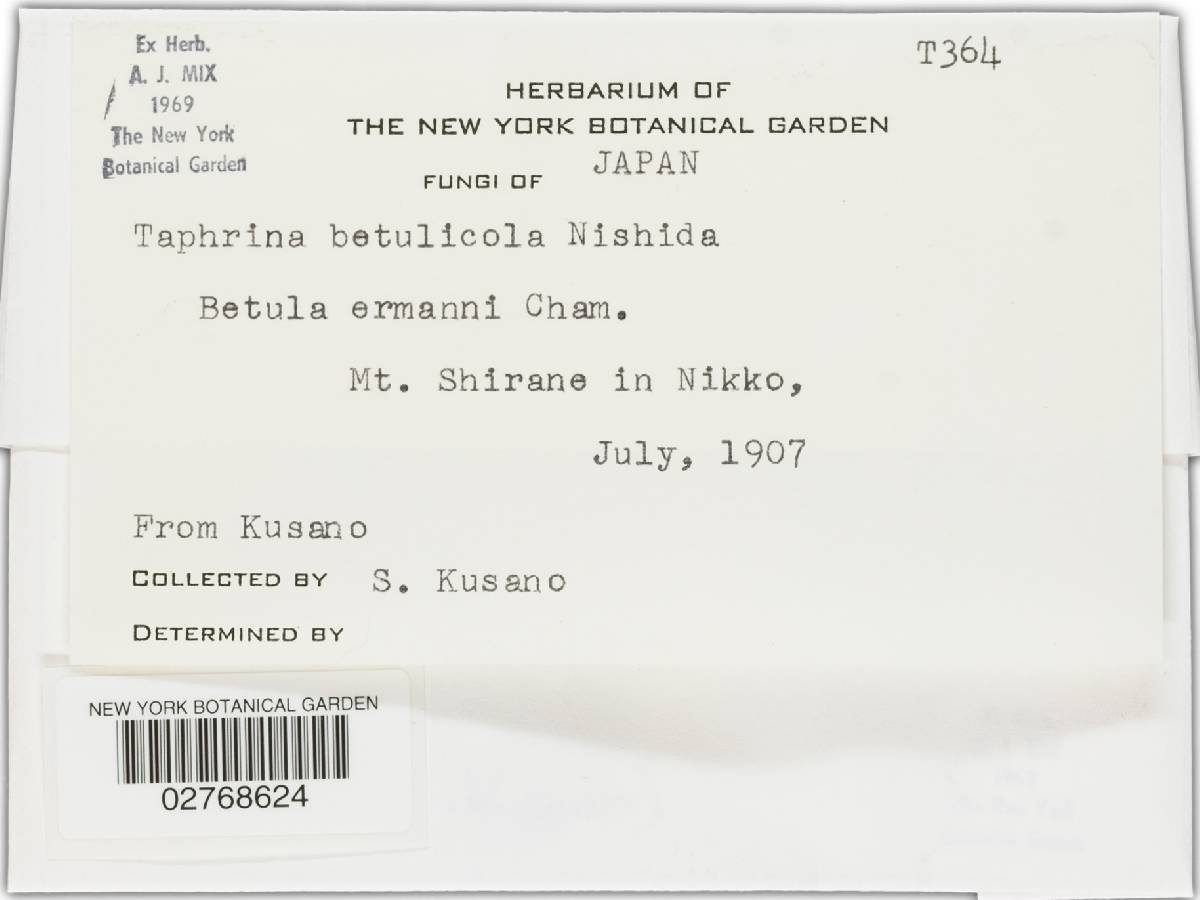 Ex Herb.
A. J. MIX
1969
The New York
Botanical Garden
T364
HERBARIUM OF
THE NEW YORK BOTANICAL GARDEN
JAPAN
FUNGI OF
Taphrina betulicola Nishida
Betula ermanni Cham.
Mt. Shirane in Nikko,
July, 1907
From Kusano
COLLECTED BY S. Kusano
DETERMINED BY
NEW YORK BOTANICAL GARDEN
02768624